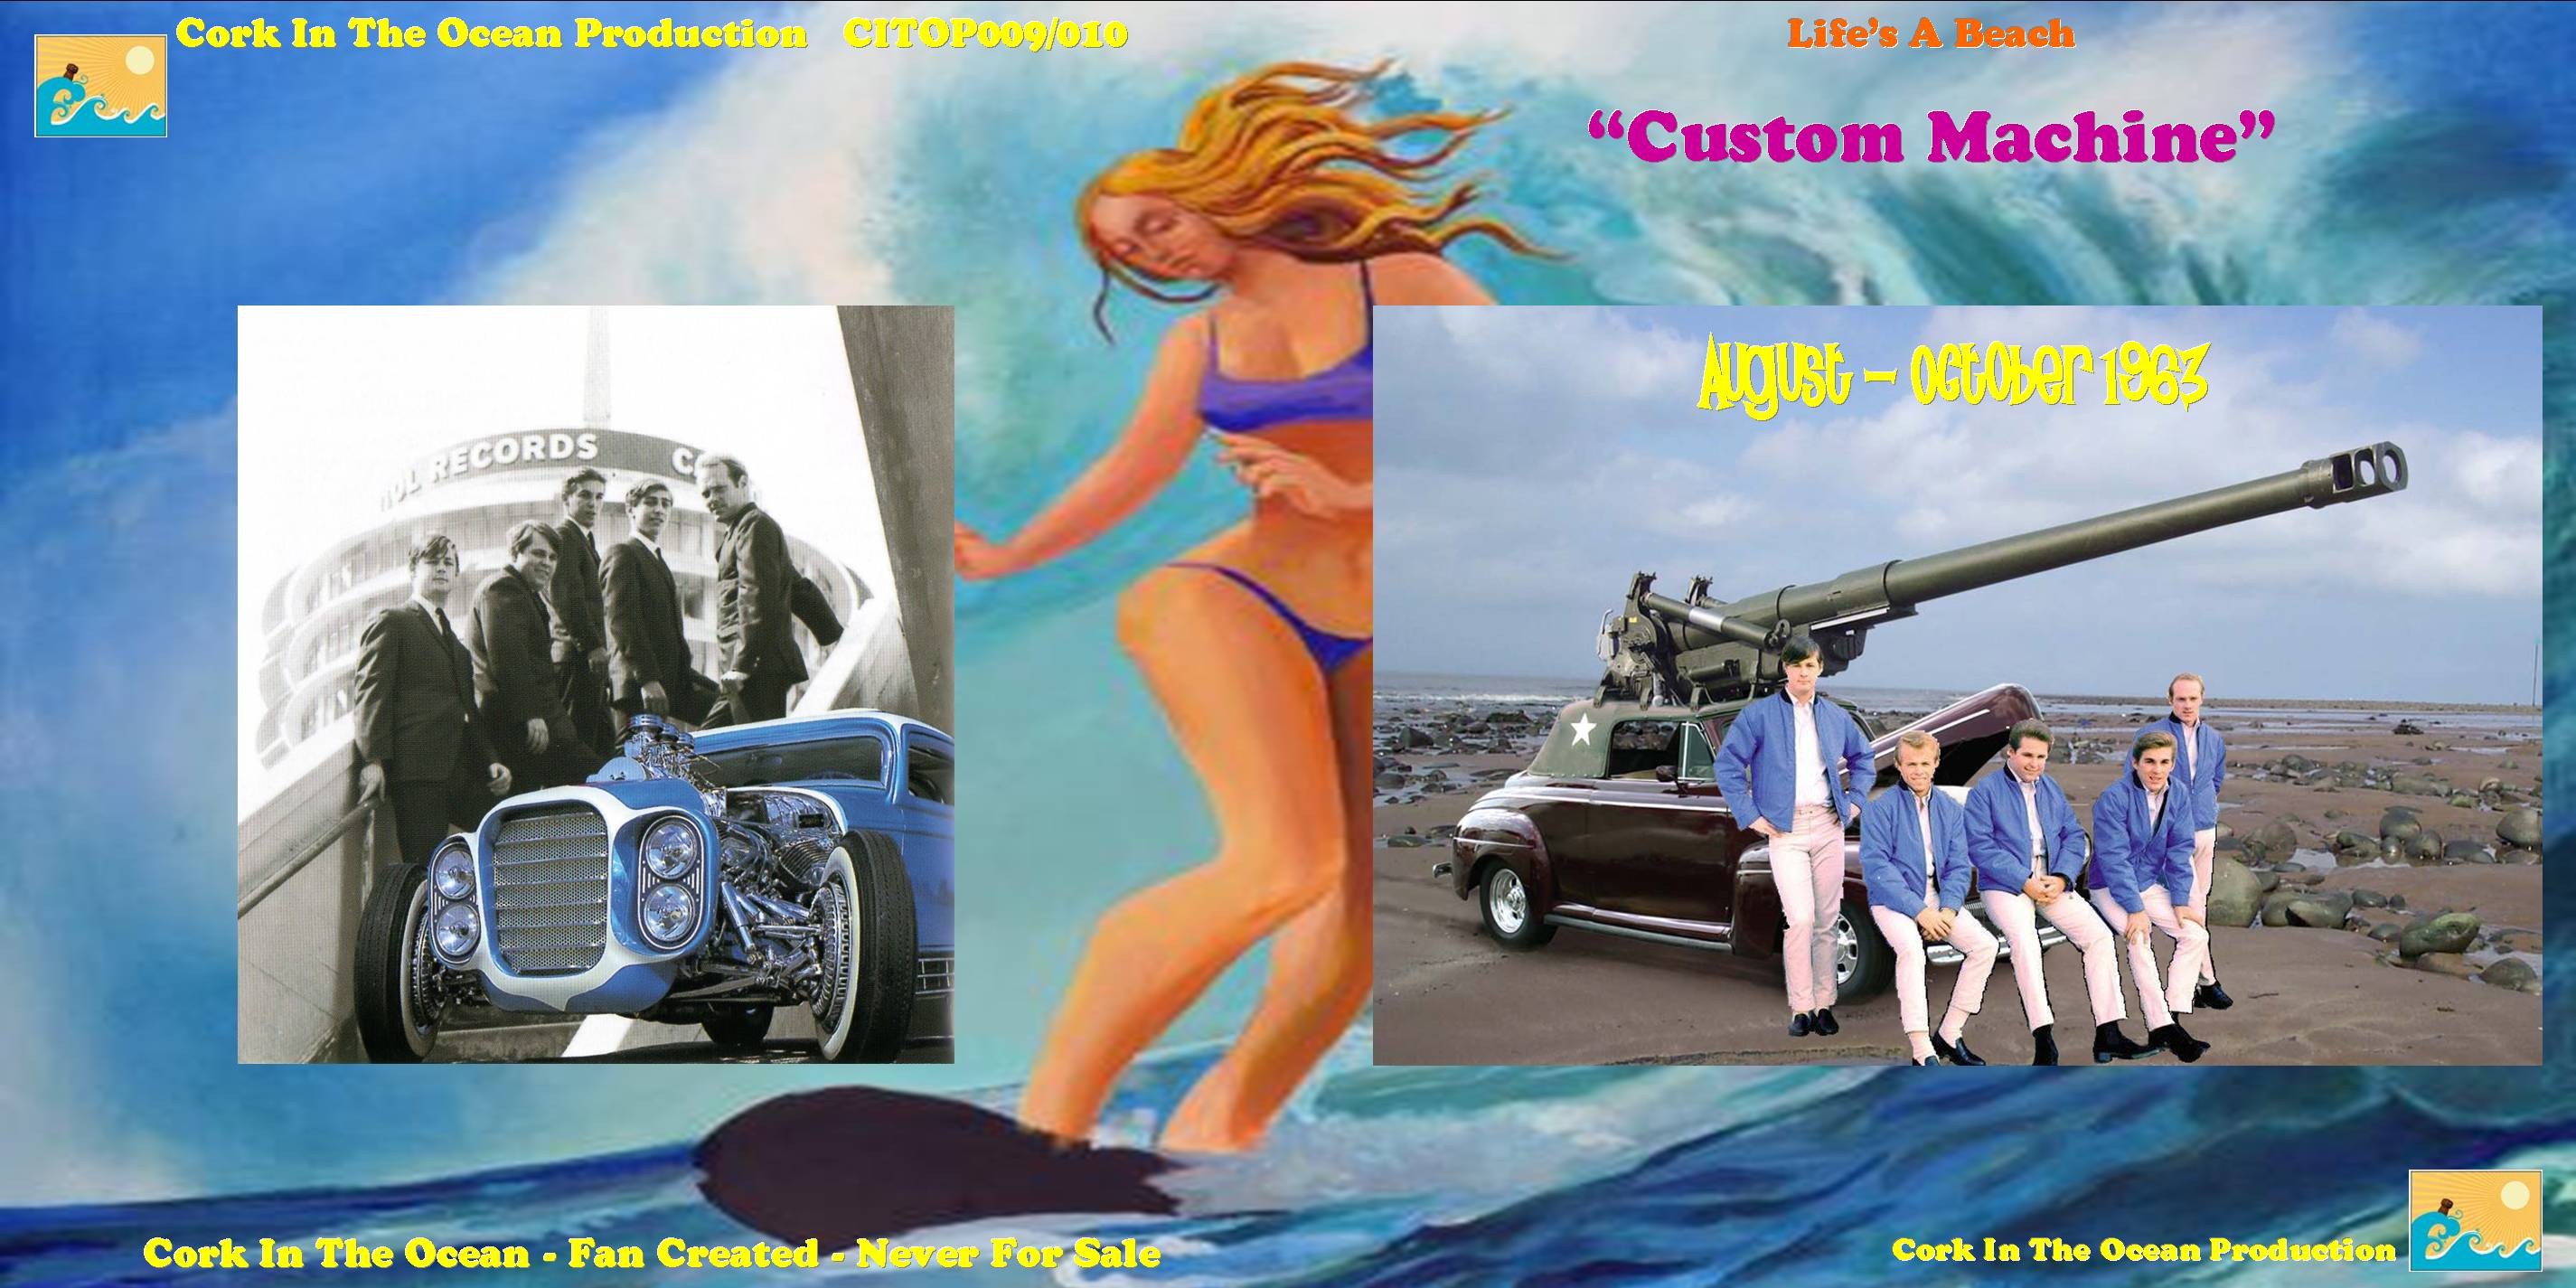 Cork In The Ocean Production CITOP009/010
Life's A Beach
“Custom Machine”
August - October 1963
RECORDS
Cork In The Ocean - Fan Created - Never For Sale
Cork In The Ocean Production